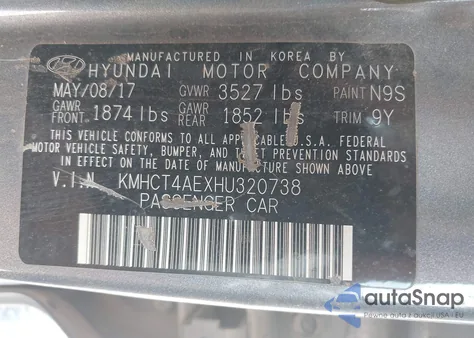 MANUFACTURED IN KOREA BY
HYUNDAI MOTOR COMPANY
MAY/08/17 GVWR 3527 lbs PAINT N9S
GAWR FRONT 1874 lbs GAWR REAR 1852 lbs TRIM 9Y
THIS VEHICLE CONFORMS TO ALL APPLICABLE U.S.A. FEDERAL
MOTOR VEHICLE SAFETY, BUMPER, AND THEFT PREVENTION STANDARDS
IN EFFECT ON THE DATE OF MANUFACTURE SHOWN ABOVE.
V.I.N. KMHCT4AEXHU320738
PASSENGER CAR
autoSnap